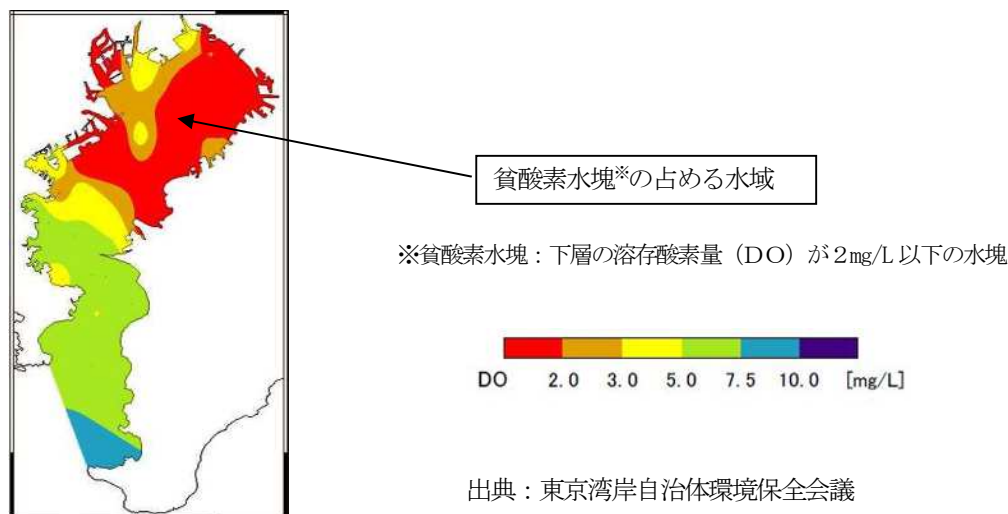 貧酸素水塊※の占める水域
※貧酸素水塊：下層の溶存酸素量（ＤＯ）が２mg/L 以下の水塊
DO 2.0 3.0 5.0 7.5 10.0 [mg/L]
出典：東京湾岸自治体環境保全会議